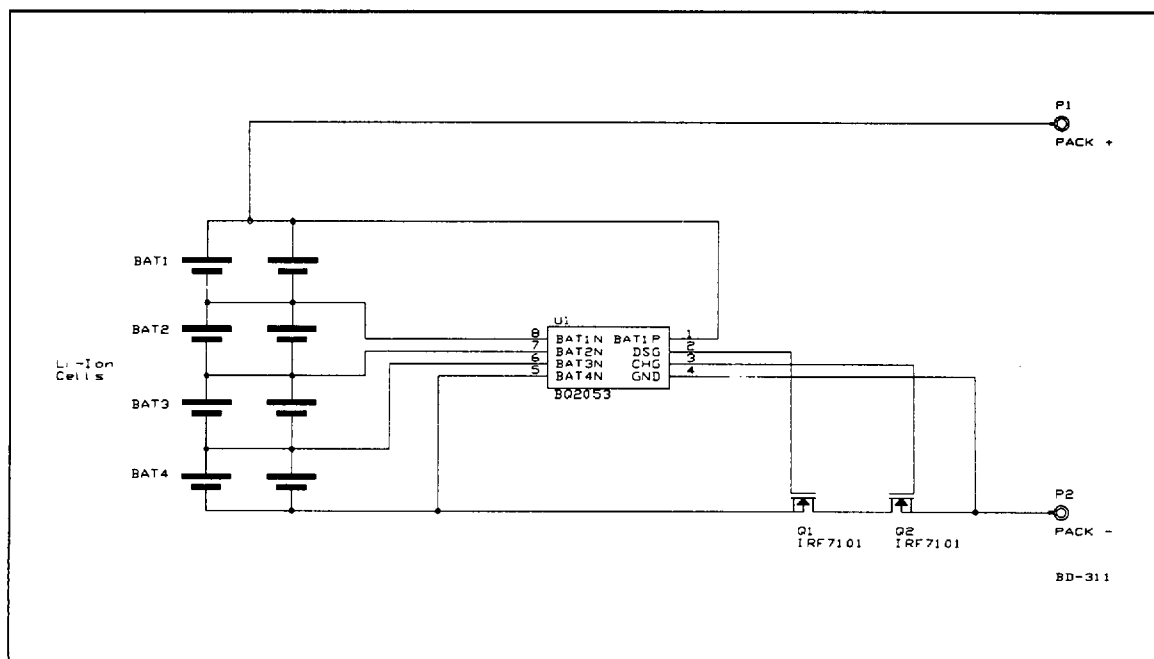 P1
PACK +
BAT1
BAT2
Li-Ion
Cells
BAT3
BAT4
U1
8 BAT1N BAT1P 1
7 BAT2N DSG 2
6 BAT3N CHG 3
5 BAT4N GND 4
BQ2053
P2
PACK -
Q1
IRF7101
Q2
IRF7101
BD-311